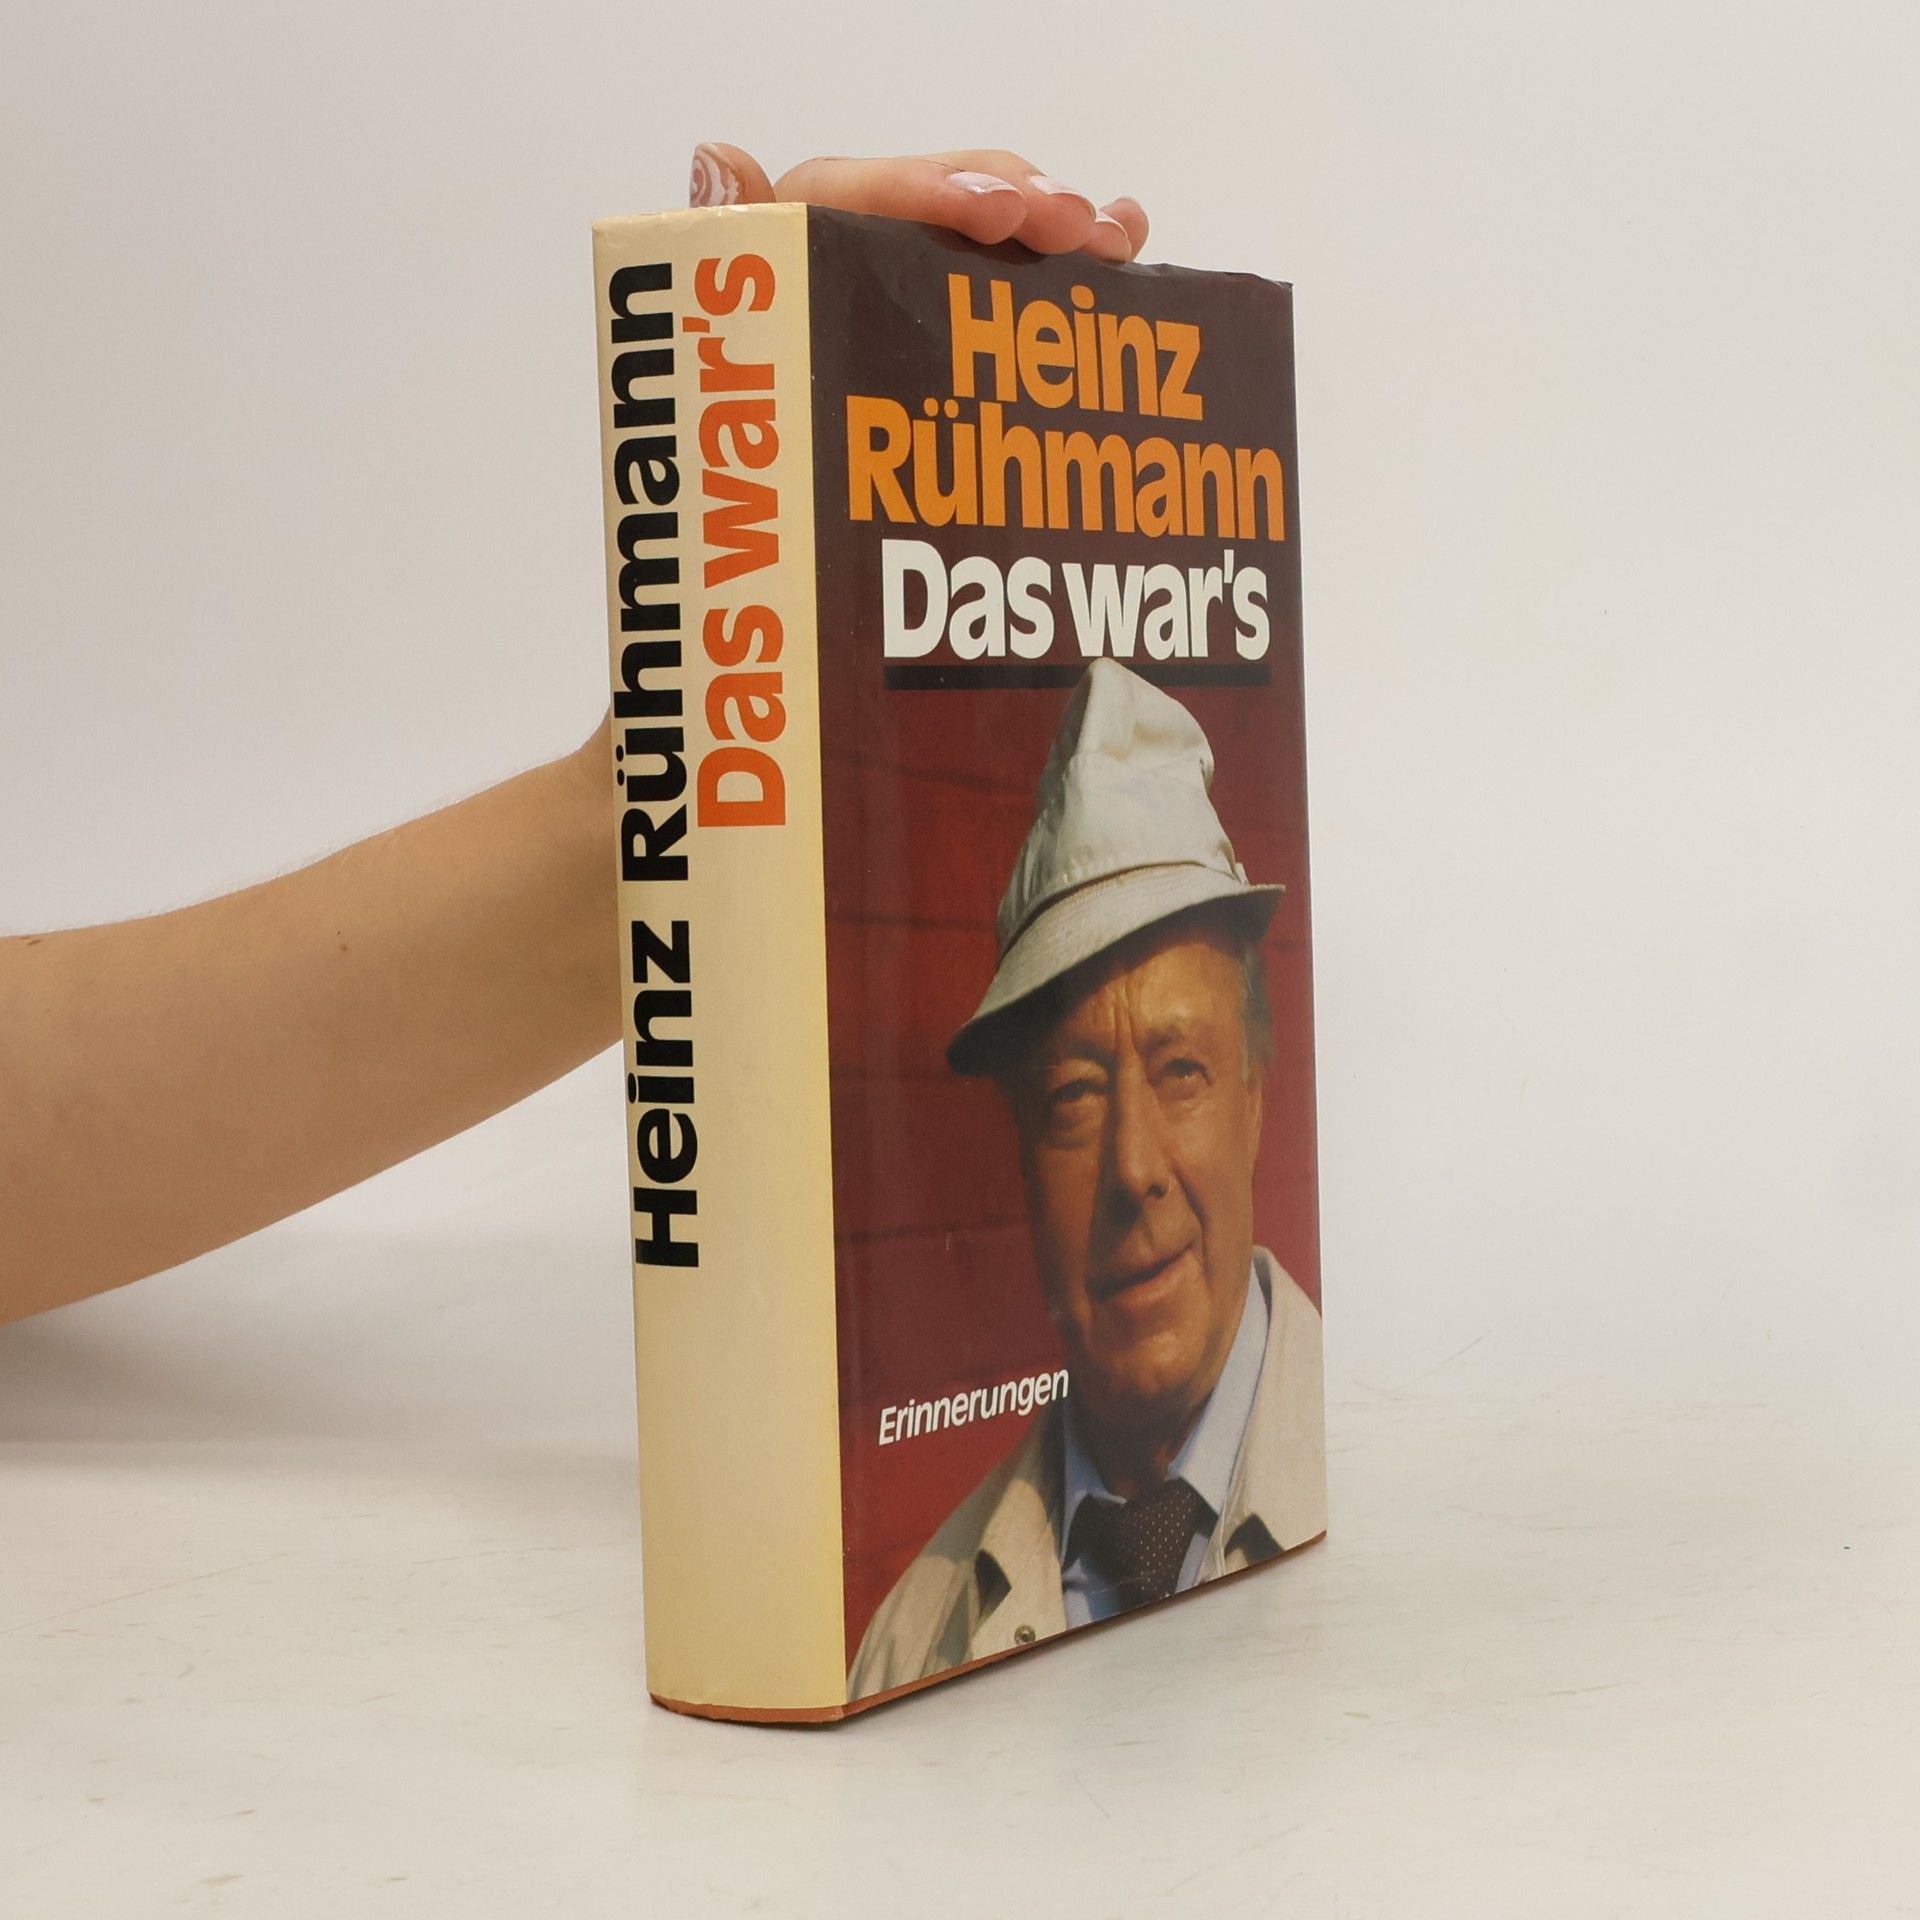 Heinz Rühmann
Das war's
Heinz
Rühmann
Das war's
Erinnerungen